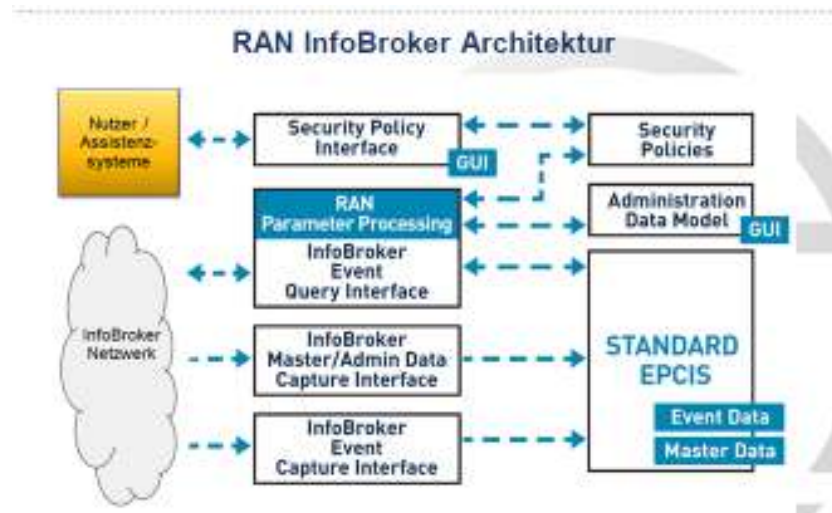 RAN InfoBroker Architektur
Nutzer /
Assistenz-
systeme
Security Policy
Interface
GUI
Security
Policies
RAN
Parameter Processing
InfoBroker
Event
Query Interface
Administration
Data Model
GUI
InfoBroker
Netzwerk
InfoBroker
Master/Admin Data
Capture Interface
STANDARD
EPCIS
Event Data
Master Data
InfoBroker
Event
Capture Interface